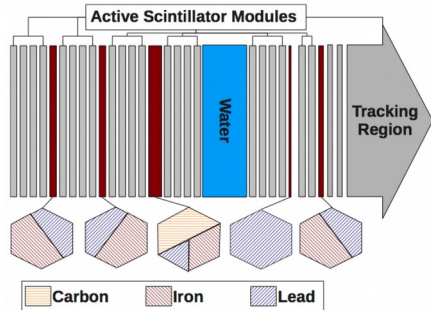 Active Scintillator Modules
Water
Tracking
Region
Carbon
Iron
Lead